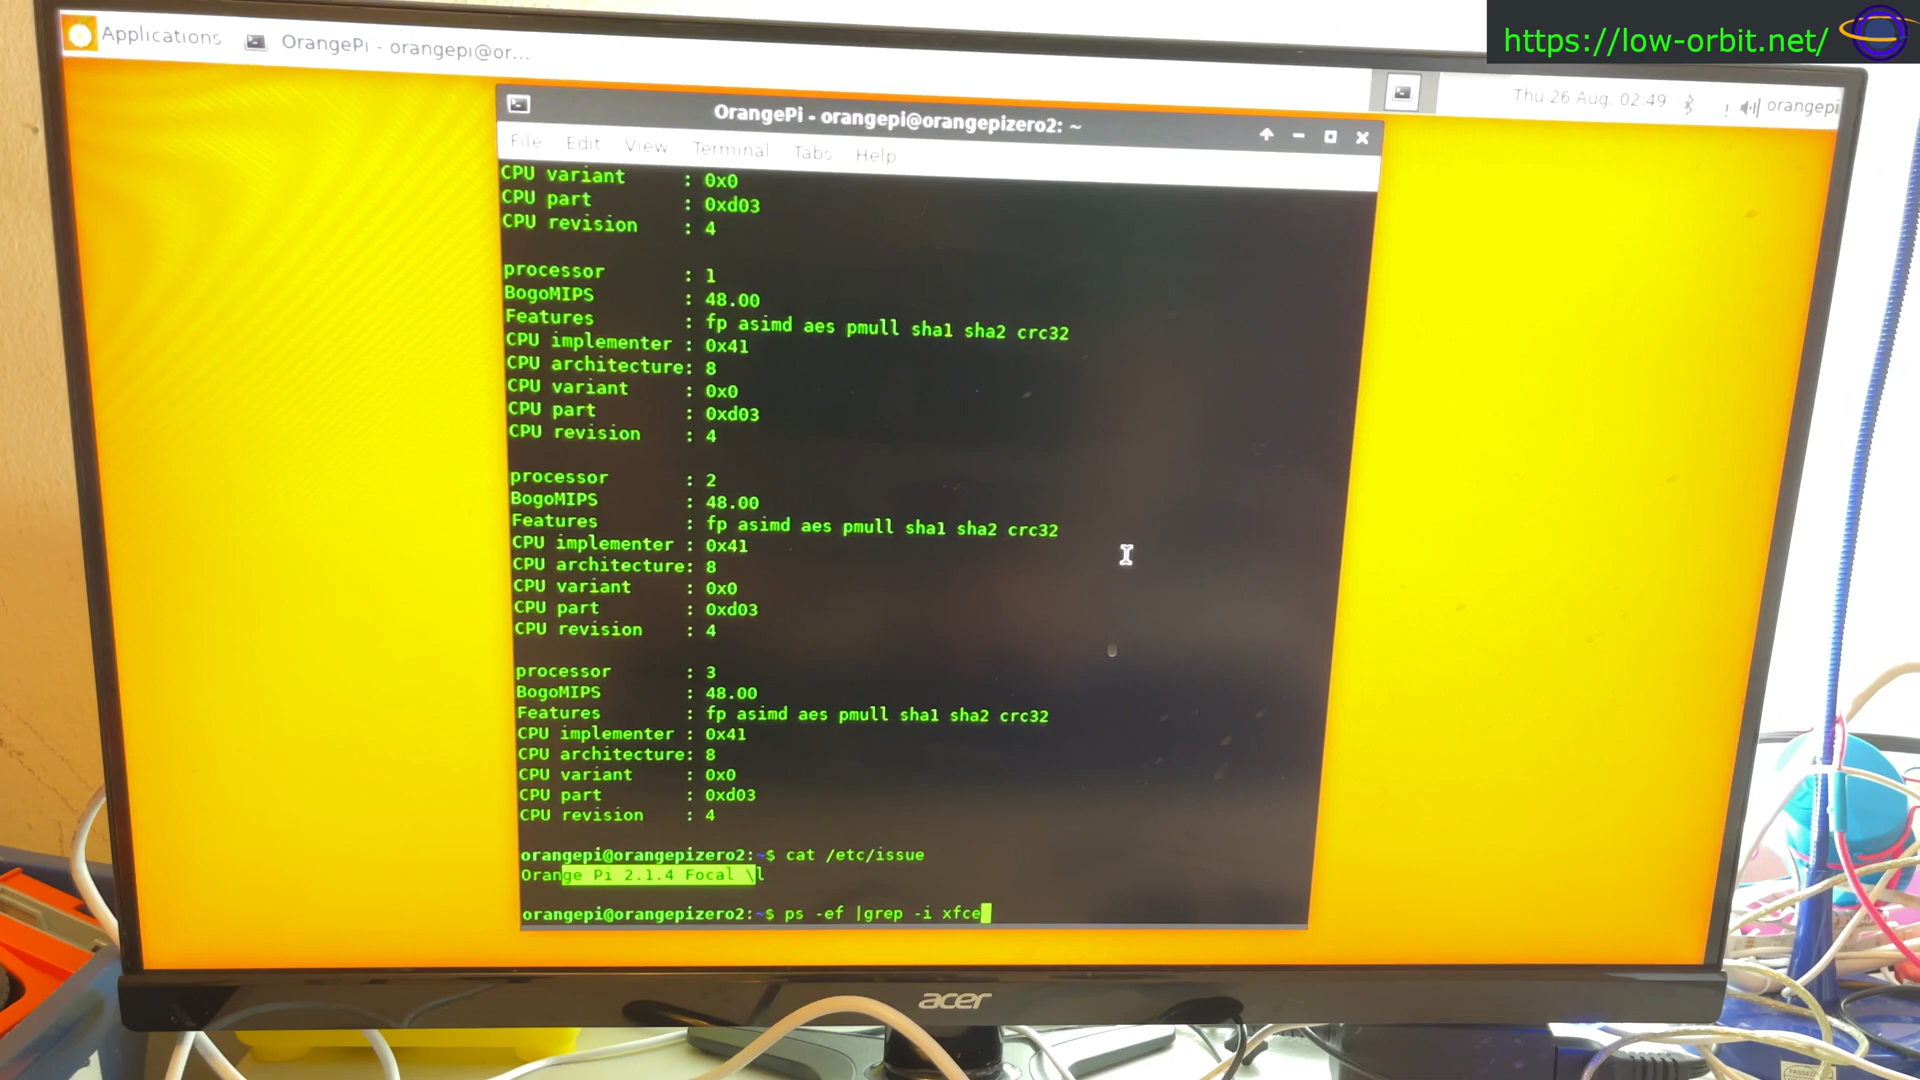 https://low-orbit.net/
Applications OrangePi - orangepi@or...
Thu 26 Aug, 02:49 orangepi
OrangePi - orangepi@orangepizero2: ~
File Edit View Terminal Tabs Help
CPU variant : 0x0
CPU part : 0xd03
CPU revision : 4
processor : 1
BogoMIPS : 48.00
Features : fp asimd aes pmull sha1 sha2 crc32
CPU implementer : 0x41
CPU architecture: 8
CPU variant : 0x0
CPU part : 0xd03
CPU revision : 4
processor : 2
BogoMIPS : 48.00
Features : fp asimd aes pmull sha1 sha2 crc32
CPU implementer : 0x41
CPU architecture: 8
CPU variant : 0x0
CPU part : 0xd03
CPU revision : 4
processor : 3
BogoMIPS : 48.00
Features : fp asimd aes pmull sha1 sha2 crc32
CPU implementer : 0x41
CPU architecture: 8
CPU variant : 0x0
CPU part : 0xd03
CPU revision : 4
orangepi@orangepizero2:~$ cat /etc/issue
Orange Pi 2.1.4 Focal \l
orangepi@orangepizero2:~$ ps -ef |grep -i xfce
acer